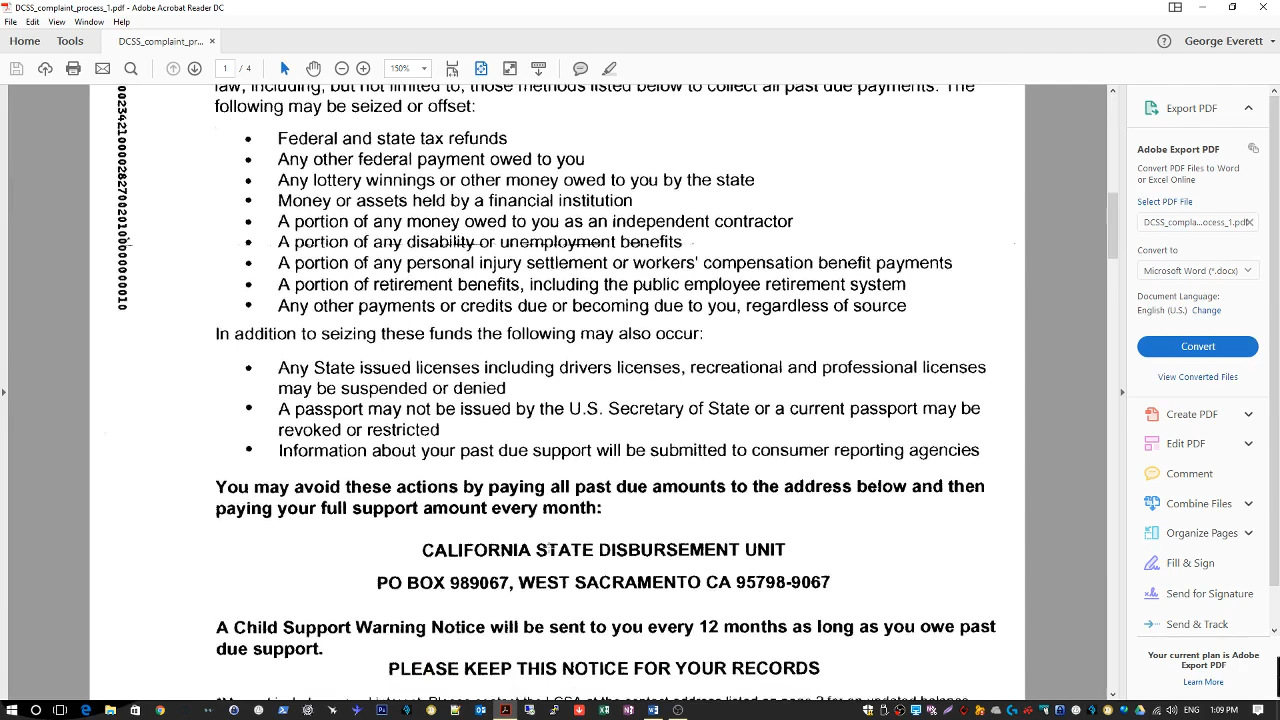 DCSS_complaint_process_1.pdf - Adobe Acrobat Reader DC
File Edit View Window Help
Home Tools DCSS_complaint_pr... × George Everett
1 / 4 150%
law, including, but not limited to, those methods listed below to collect all past due payments. The
following may be seized or offset:
• Federal and state tax refunds
• Any other federal payment owed to you
• Any lottery winnings or other money owed to you by the state
• Money or assets held by a financial institution
• A portion of any money owed to you as an independent contractor
• A portion of any disability or unemployment benefits
• A portion of any personal injury settlement or workers' compensation benefit payments
• A portion of retirement benefits, including the public employee retirement system
• Any other payments or credits due or becoming due to you, regardless of source
In addition to seizing these funds the following may also occur:
• Any State issued licenses including drivers licenses, recreational and professional licenses
may be suspended or denied
• A passport may not be issued by the U.S. Secretary of State or a current passport may be
revoked or restricted
• Information about your past due support will be submitted to consumer reporting agencies
You may avoid these actions by paying all past due amounts to the address below and then
paying your full support amount every month:
CALIFORNIA STATE DISBURSEMENT UNIT
PO BOX 989067, WEST SACRAMENTO CA 95798-9067
A Child Support Warning Notice will be sent to you every 12 months as long as you owe past
due support.
PLEASE KEEP THIS NOTICE FOR YOUR RECORDS
Export PDF
Adobe Export PDF
Convert PDF Files to Word
or Excel Online
Select PDF File
DCSS_compla...ocess_1.pdf
Convert to
Microsoft Word (*.docx)
Document Language:
English (U.S.) Change
Convert
View Converted Files
Create PDF
Edit PDF
Comment
Combine Files
Organize Pages
Fill & Sign
Send for Signature
Send & Track
Your current plan is Adobe
Export PDF
Learn More
1:09 PM